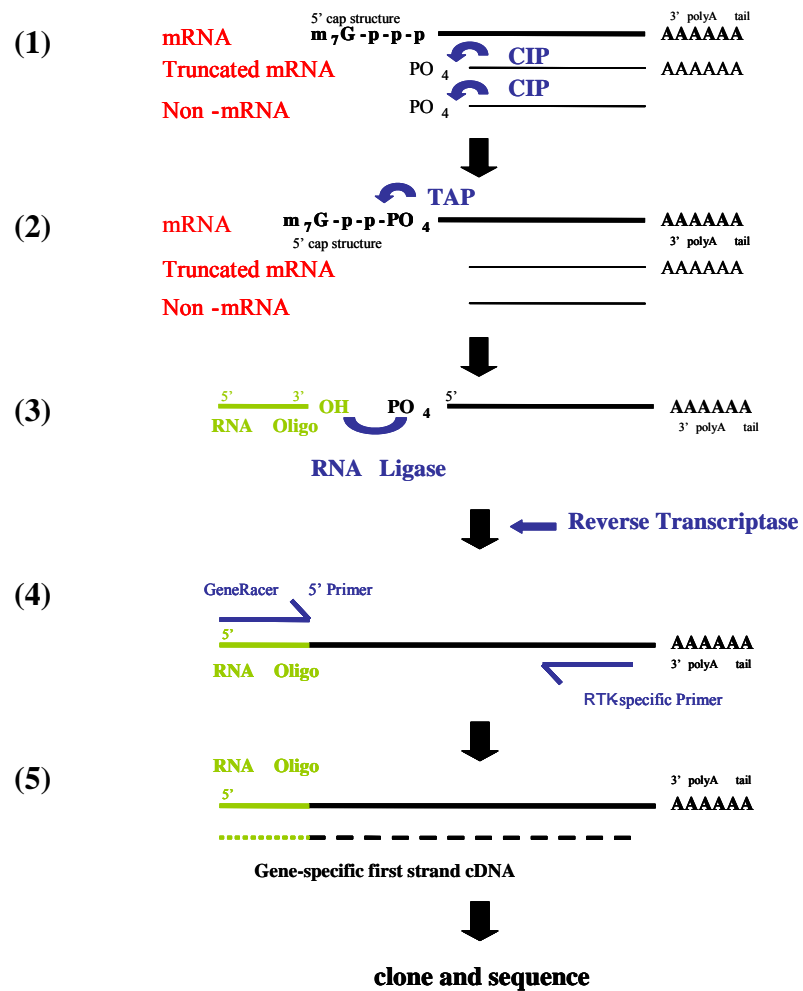 5' cap structure
3' polyA tail
(1) mRNA m7G-p-p-p AAAAAA
Truncated mRNA PO4 CIP AAAAAA
CIP
Non -mRNA PO4
TAP
(2) mRNA m7G-p-p-PO4 AAAAAA
5' cap structure 3' polyA tail
Truncated mRNA AAAAAA
Non -mRNA
5' 3' 5'
(3) OH PO4 AAAAAA
RNA Oligo 3' polyA tail
RNA Ligase
Reverse Transcriptase
(4) GeneRacer 5' Primer
5' AAAAAA
RNA Oligo 3' polyA tail
RTK-specific Primer
RNA Oligo
(5) 5' 3' polyA tail
AAAAAA
Gene-specific first strand cDNA
clone and sequence